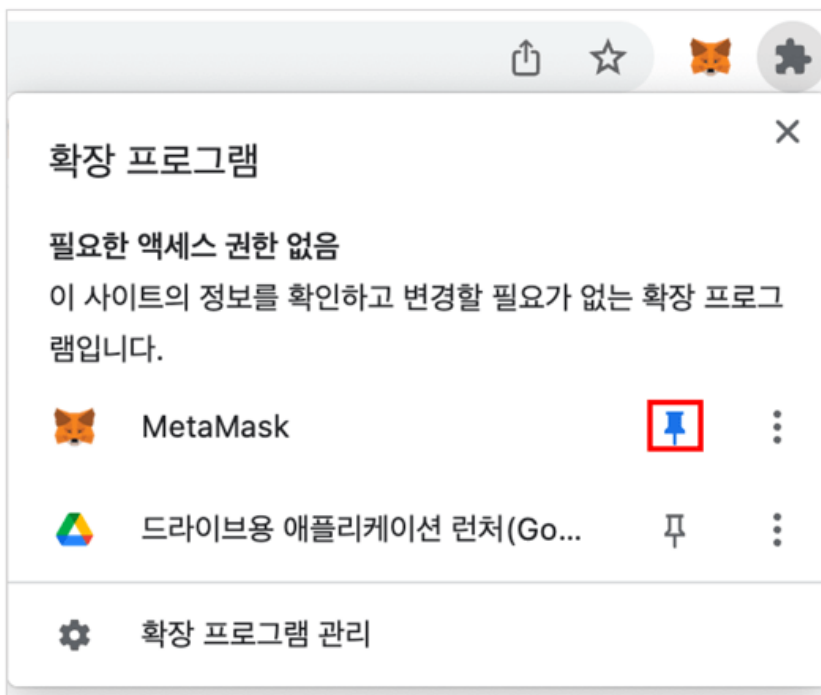 확장 프로그램
필요한 액세스 권한 없음
이 사이트의 정보를 확인하고 변경할 필요가 없는 확장 프로그
램입니다.
MetaMask
드라이브용 애플리케이션 런처(Go...
확장 프로그램 관리